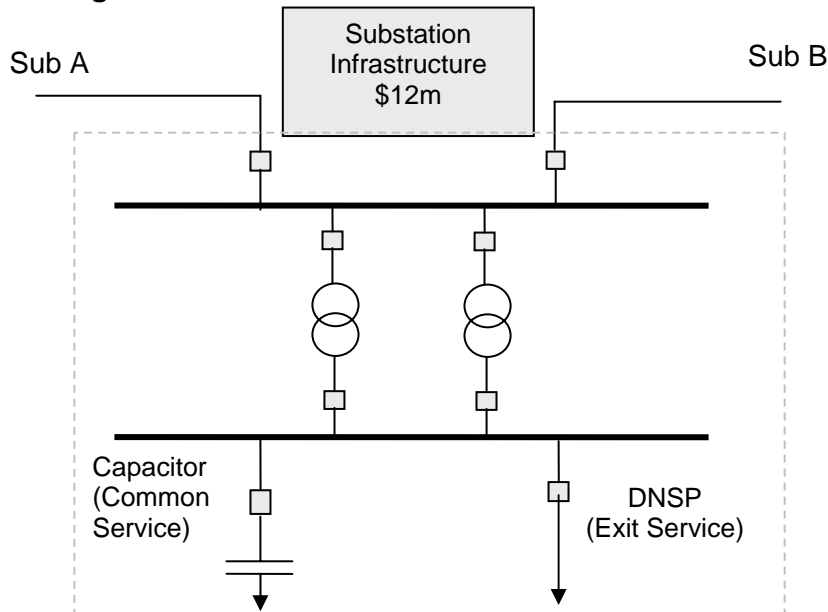 Substation
Infrastructure
$12m
Sub A
Sub B
Capacitor
(Common
Service)
DNSP
(Exit Service)